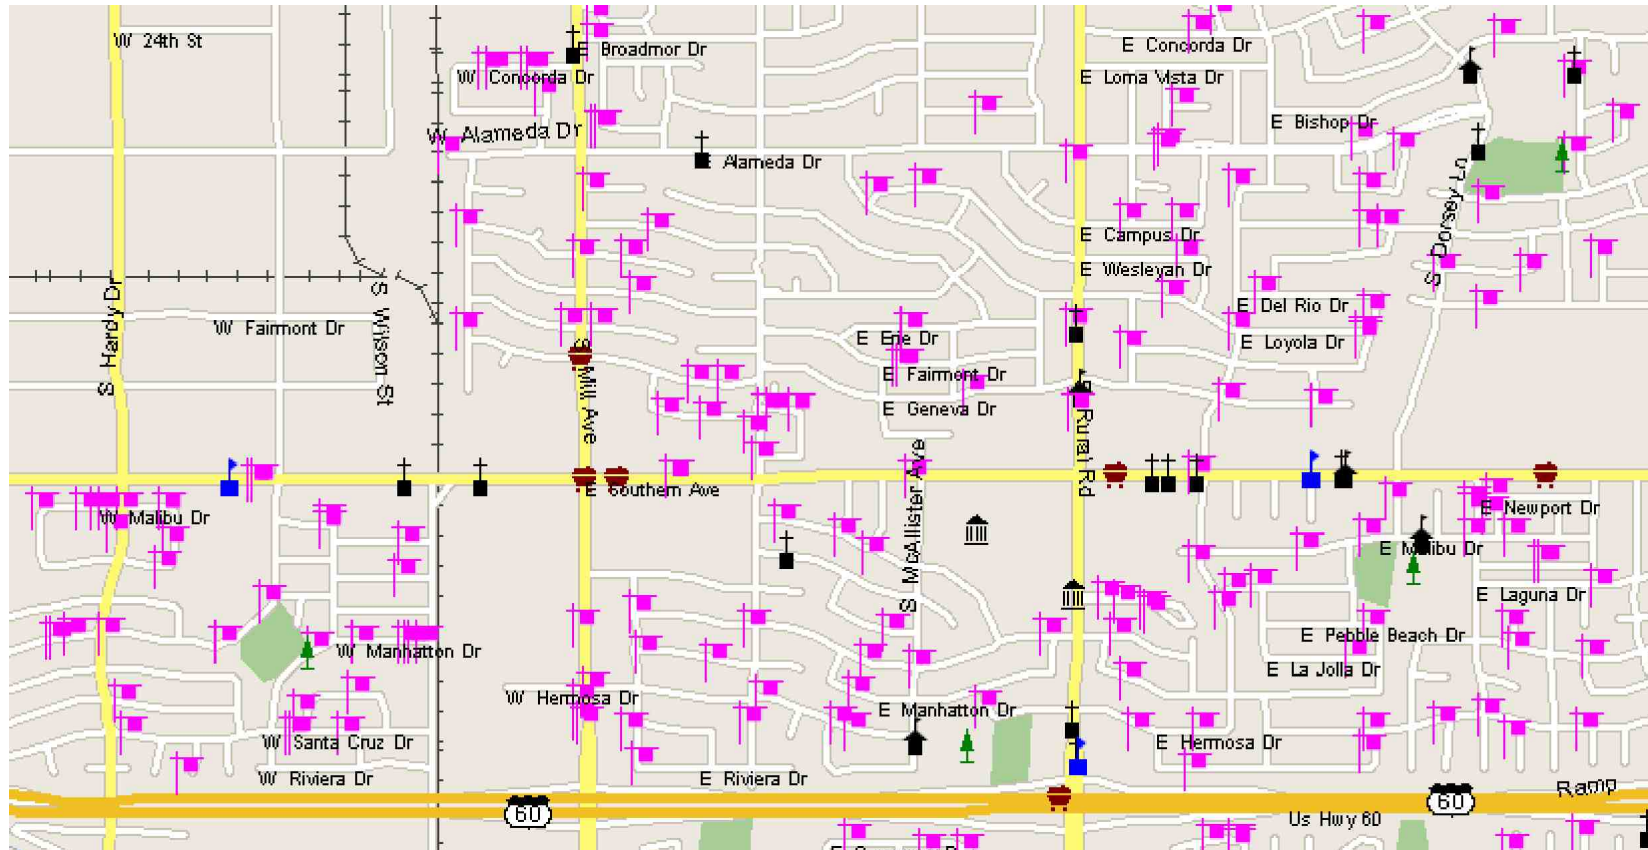 W 24th St
E Broadmor Dr
E Concorda Dr
W Concorda Dr
E Loma Vista Dr
E Bishop Dr
W Alameda Dr
E Alameda Dr
S Dorsey Ln
E Campus Dr
E Wesleyan Dr
S Hardy Dr
S Wilson St
E Del Rio Dr
W Fairmont Dr
E Erie Dr
E Loyola Dr
S Mill Ave
E Fairmont Dr
E Geneva Dr
S Rural Rd
S McAllister Ave
E Southern Ave
W Malibu Dr
E Newport Dr
E Malibu Dr
E Laguna Dr
E Pebble Beach Dr
W Manhatton Dr
E La Jolla Dr
W Hermosa Dr
E Manhatton Dr
W Santa Cruz Dr
E Hermosa Dr
W Riviera Dr
E Riviera Dr
Ramp
60
60
Us Hwy 60